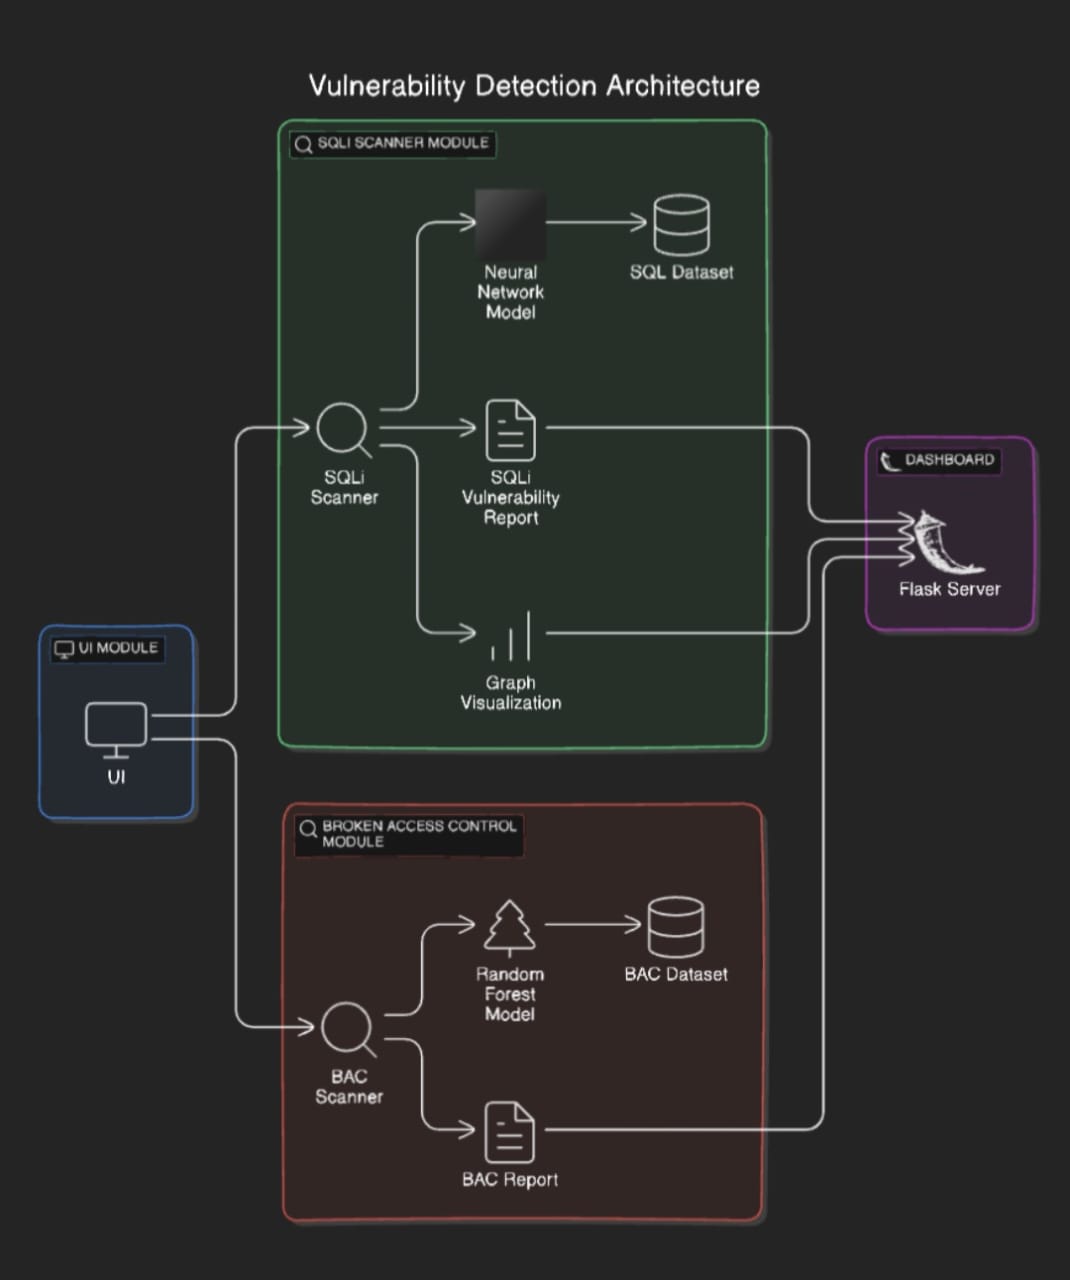 Vulnerability Detection Architecture
SQLI SCANNER MODULE
Neural
Network
Model
SQL Dataset
SQLi
Scanner
SQLi
Vulnerability
Report
Graph
Visualization
DASHBOARD
Flask Server
UI MODULE
UI
BROKEN ACCESS CONTROL
MODULE
Random
Forest
Model
BAC Dataset
BAC
Scanner
BAC Report